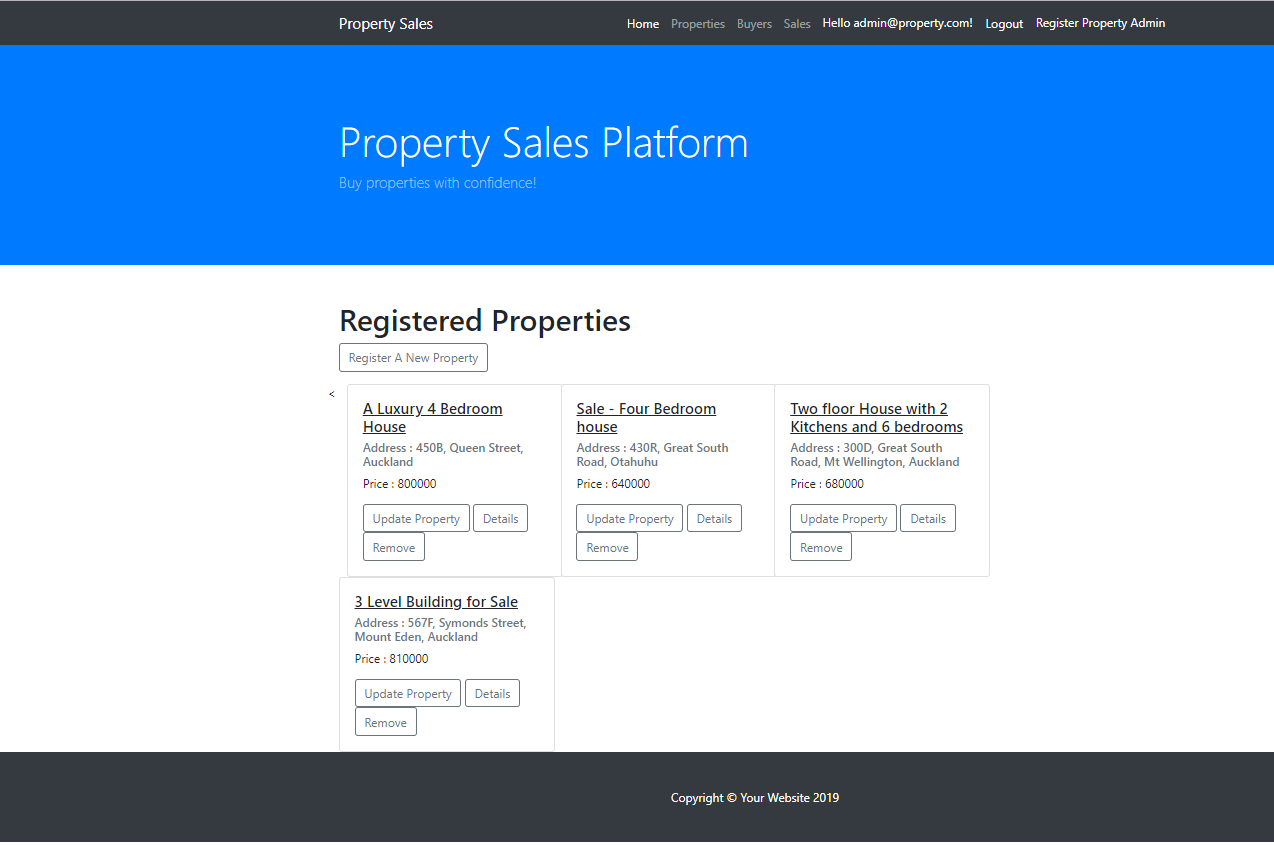 Property Sales
Home Properties Buyers Sales Hello admin@property.com! Logout Register Property Admin
Property Sales Platform
Buy properties with confidence!
Registered Properties
Register A New Property
<
A Luxury 4 Bedroom
House
Address : 450B, Queen Street,
Auckland
Price : 800000
Update Property Details
Remove
Sale - Four Bedroom
house
Address : 430R, Great South
Road, Otahuhu
Price : 640000
Update Property Details
Remove
Two floor House with 2
Kitchens and 6 bedrooms
Address : 300D, Great South
Road, Mt Wellington, Auckland
Price : 680000
Update Property Details
Remove
3 Level Building for Sale
Address : 567F, Symonds Street,
Mount Eden, Auckland
Price : 810000
Update Property Details
Remove
Copyright © Your Website 2019